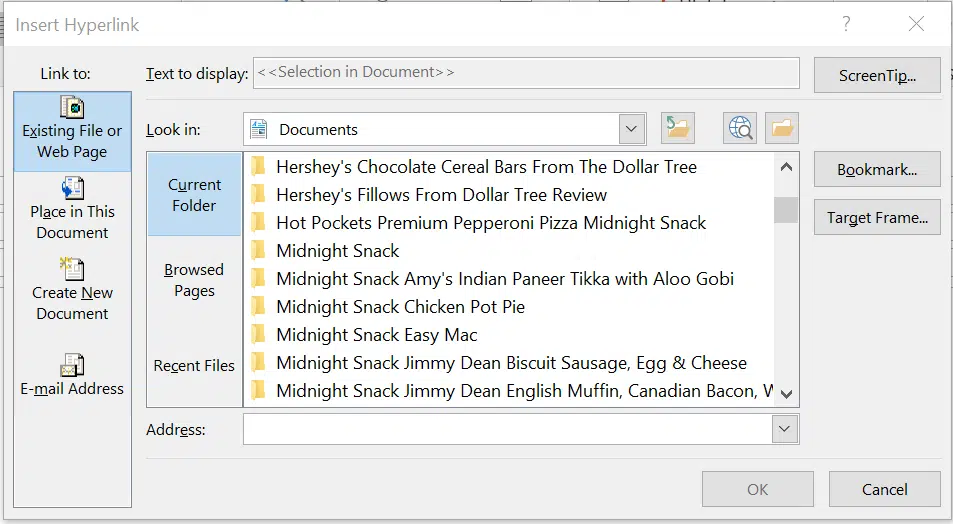 Insert Hyperlink
?
Link to:
Text to display:
<<Selection in Document>>
ScreenTip...
Existing File or
Web Page
Look in:
Documents
Place in This
Document
Create New
Document
E-mail Address
Current
Folder
Browsed
Pages
Recent Files
Hershey's Chocolate Cereal Bars From The Dollar Tree
Hershey's Fillows From Dollar Tree Review
Hot Pockets Premium Pepperoni Pizza Midnight Snack
Midnight Snack
Midnight Snack Amy's Indian Paneer Tikka with Aloo Gobi
Midnight Snack Chicken Pot Pie
Midnight Snack Easy Mac
Midnight Snack Jimmy Dean Biscuit Sausage, Egg & Cheese
Midnight Snack Jimmy Dean English Muffin, Canadian Bacon, W
Bookmark...
Target Frame...
Address:
OK
Cancel